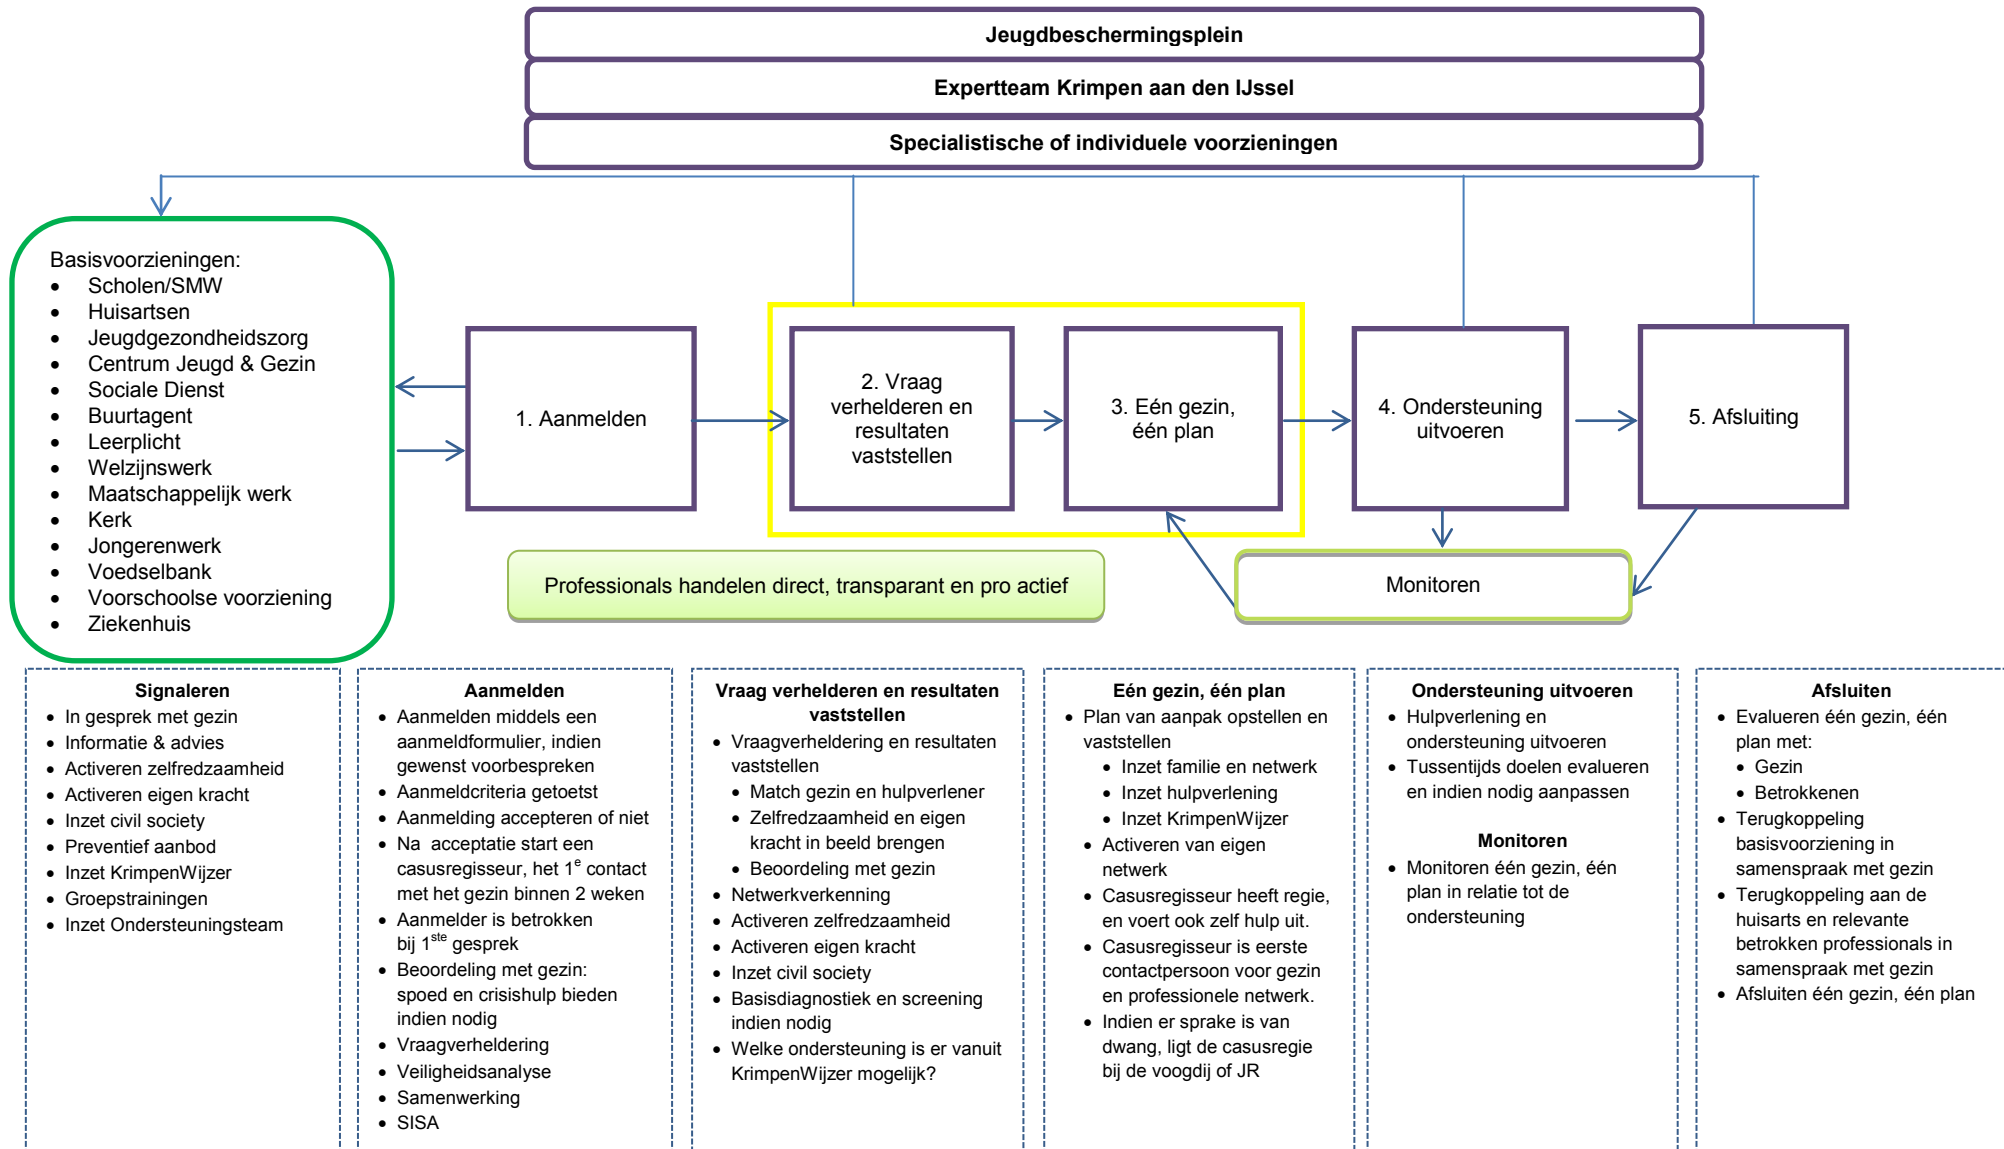 Jeugdbeschermingsplein
Expertteam Krimpen aan den IJssel
Specialistische of individuele voorzieningen
Basisvoorzieningen:
• Scholen/SMW
• Huisartsen
• Jeugdgezondheidszorg
• Centrum Jeugd & Gezin
• Sociale Dienst
• Buurtagent
• Leerplicht
• Welzijnswerk
• Maatschappelijk werk
• Kerk
• Jongerenwerk
• Voedselbank
• Voorschoolse voorziening
• Ziekenhuis
1. Aanmelden
2. Vraag
verhelderen en
resultaten
vaststellen
3. Eén gezin,
één plan
4. Ondersteuning
uitvoeren
5. Afsluiting
Professionals handelen direct, transparant en pro actief
Monitoren
Signaleren
• In gesprek met gezin
• Informatie & advies
• Activeren zelfredzaamheid
• Activeren eigen kracht
• Inzet civil society
• Preventief aanbod
• Inzet KrimpenWijzer
• Groepstrainingen
• Inzet Ondersteuningsteam
Aanmelden
• Aanmelden middels een
aanmeldformulier, indien
gewenst voorbespreken
• Aanmeldcriteria getoetst
• Aanmelding accepteren of niet
• Na acceptatie start een
casusregisseur, het 1e contact
met het gezin binnen 2 weken
• Aanmelder is betrokken
bij 1ste gesprek
• Beoordeling met gezin:
spoed en crisishulp bieden
indien nodig
• Vraagverheldering
• Veiligheidsanalyse
• Samenwerking
• SISA
Vraag verhelderen en resultaten
vaststellen
• Vraagverheldering en resultaten
vaststellen
• Match gezin en hulpverlener
• Zelfredzaamheid en eigen
kracht in beeld brengen
• Beoordeling met gezin
• Netwerkverkenning
• Activeren zelfredzaamheid
• Activeren eigen kracht
• Inzet civil society
• Basisdiagnostiek en screening
indien nodig
• Welke ondersteuning is er vanuit
KrimpenWijzer mogelijk?
Eén gezin, één plan
• Plan van aanpak opstellen en
vaststellen
• Inzet familie en netwerk
• Inzet hulpverlening
• Inzet KrimpenWijzer
• Activeren van eigen
netwerk
• Casusregisseur heeft regie,
en voert ook zelf hulp uit.
• Casusregisseur is eerste
contactpersoon voor gezin
en professionele netwerk.
• Indien er sprake is van
dwang, ligt de casusregie
bij de voogdij of JR
Ondersteuning uitvoeren
• Hulpverlening en
ondersteuning uitvoeren
• Tussentijds doelen evalueren
en indien nodig aanpassen
Monitoren
• Monitoren één gezin, één
plan in relatie tot de
ondersteuning
Afsluiten
• Evalueren één gezin, één
plan met:
• Gezin
• Betrokkenen
• Terugkoppeling
basisvoorziening in
samenspraak met gezin
• Terugkoppeling aan de
huisarts en relevante
betrokken professionals in
samenspraak met gezin
• Afsluiten één gezin, één plan